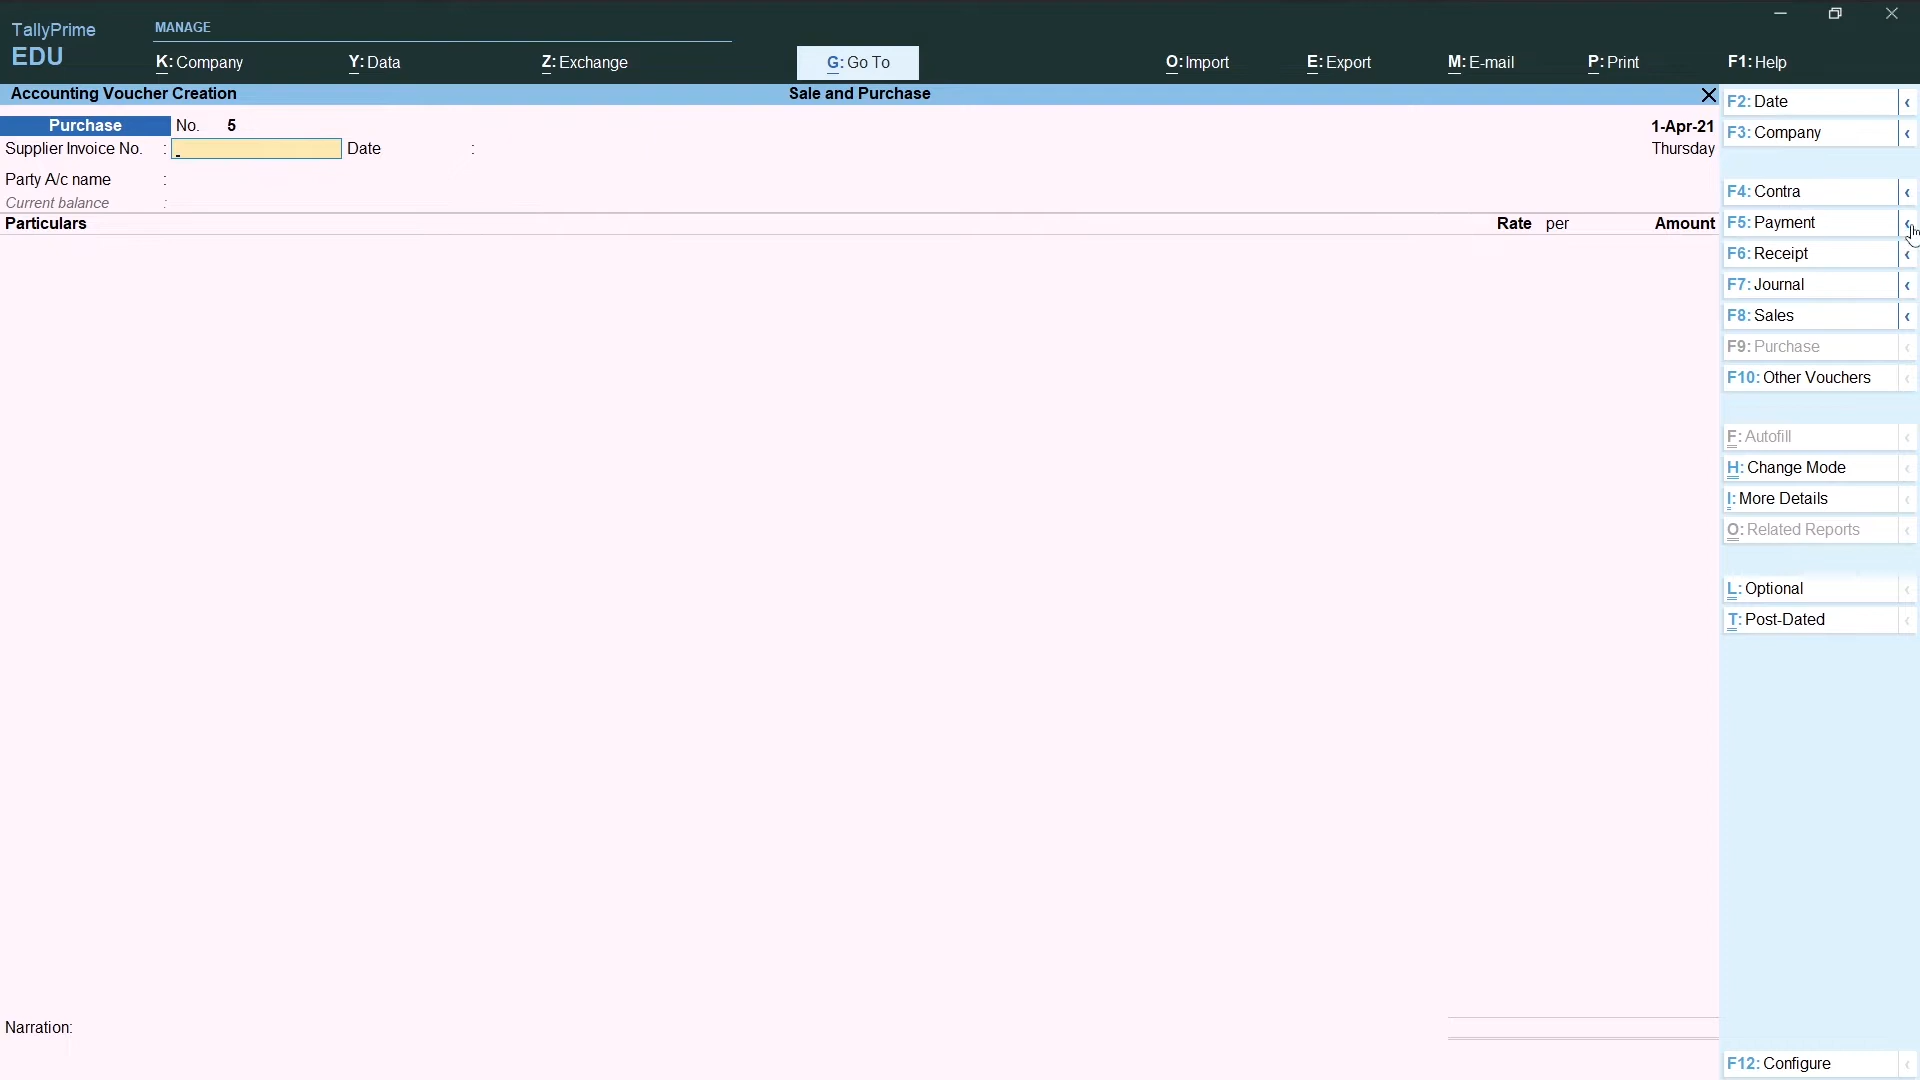 TallyPrime
EDU
MANAGE
K: Company
Y: Data
Z: Exchange
G: Go To
O: Import
E: Export
M: E-mail
P: Print
F1: Help
Accounting Voucher Creation
Sale and Purchase
Purchase No. 5
1-Apr-21
Supplier Invoice No. : Date :
Thursday
Party A/c name :
Current balance :
Particulars Rate per Amount
Narration:
F2: Date
F3: Company
F4: Contra
F5: Payment
F6: Receipt
F7: Journal
F8: Sales
F9: Purchase
F10: Other Vouchers
F: Autofill
H: Change Mode
I: More Details
O: Related Reports
L: Optional
T: Post-Dated
F12: Configure